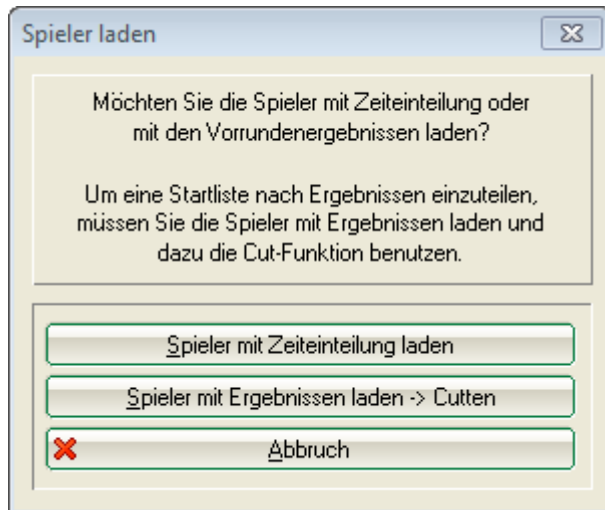 Spieler laden
Möchten Sie die Spieler mit Zeiteinteilung oder
mit den Vorrundenergebnissen laden?
Um eine Startliste nach Ergebnissen einzuteilen,
müssen Sie die Spieler mit Ergebnissen laden und
dazu die Cut-Funktion benutzen.
Spieler mit Zeiteinteilung laden
Spieler mit Ergebnissen laden -> Cutten
Abbruch